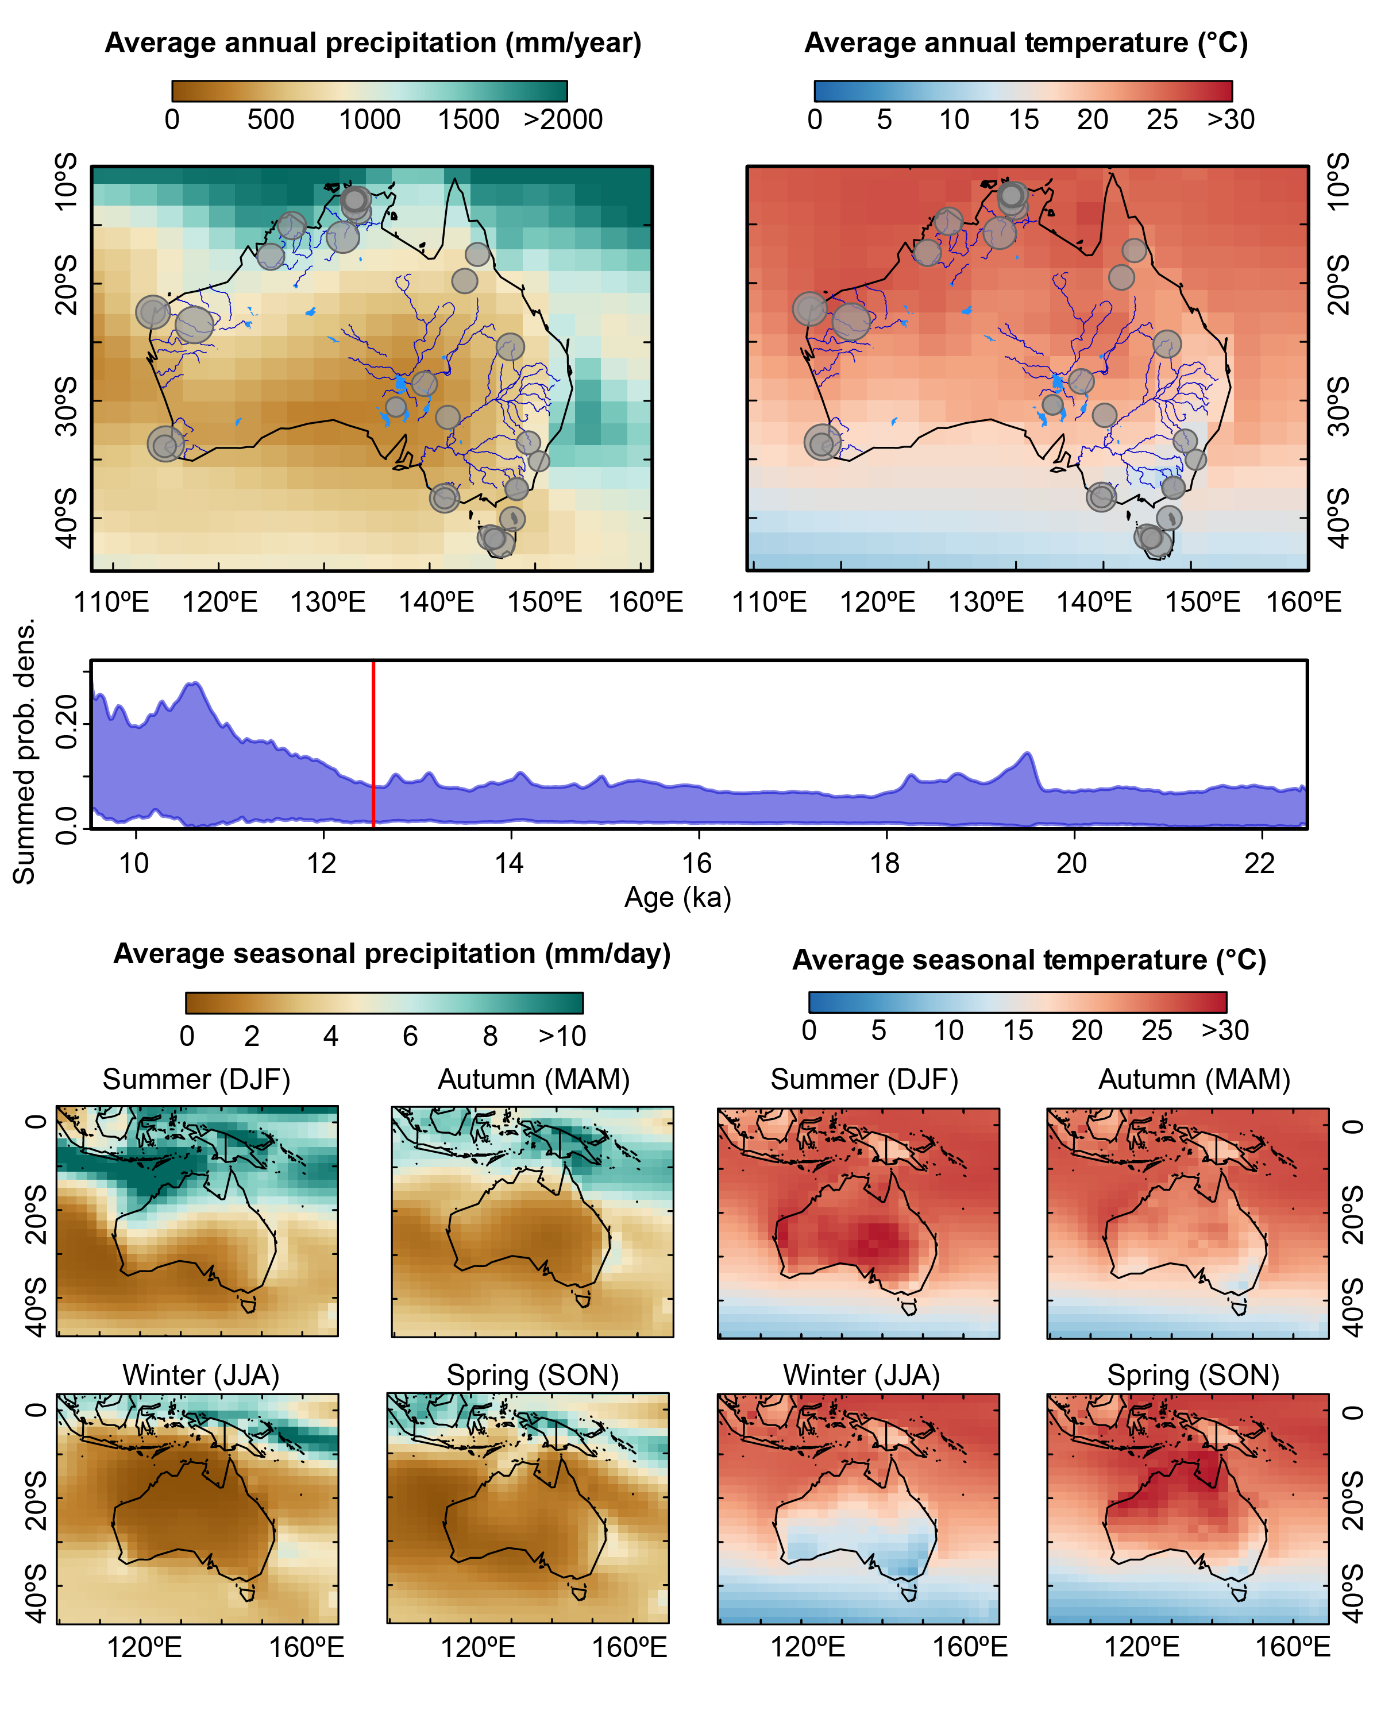 Average annual precipitation (mm/year)
Average annual temperature (°C)
0 500 1000 1500 >2000
0 5 10 15 20 25 >30
10ºS
20ºS
30ºS
40ºS
10ºS
20ºS
30ºS
40ºS
110ºE 120ºE 130ºE 140ºE 150ºE 160ºE
110ºE 120ºE 130ºE 140ºE 150ºE 160ºE
Summed prob. dens.
0.20
0.0
10 12 14 16 18 20 22
Age (ka)
Average seasonal precipitation (mm/day)
Average seasonal temperature (°C)
0 2 4 6 8 >10
0 5 10 15 20 25 >30
Summer (DJF)
Autumn (MAM)
Summer (DJF)
Autumn (MAM)
0
20ºS
40ºS
0
20ºS
40ºS
Winter (JJA)
Spring (SON)
Winter (JJA)
Spring (SON)
0
20ºS
40ºS
0
20ºS
40ºS
120ºE 160ºE
120ºE 160ºE
120ºE 160ºE
120ºE 160ºE